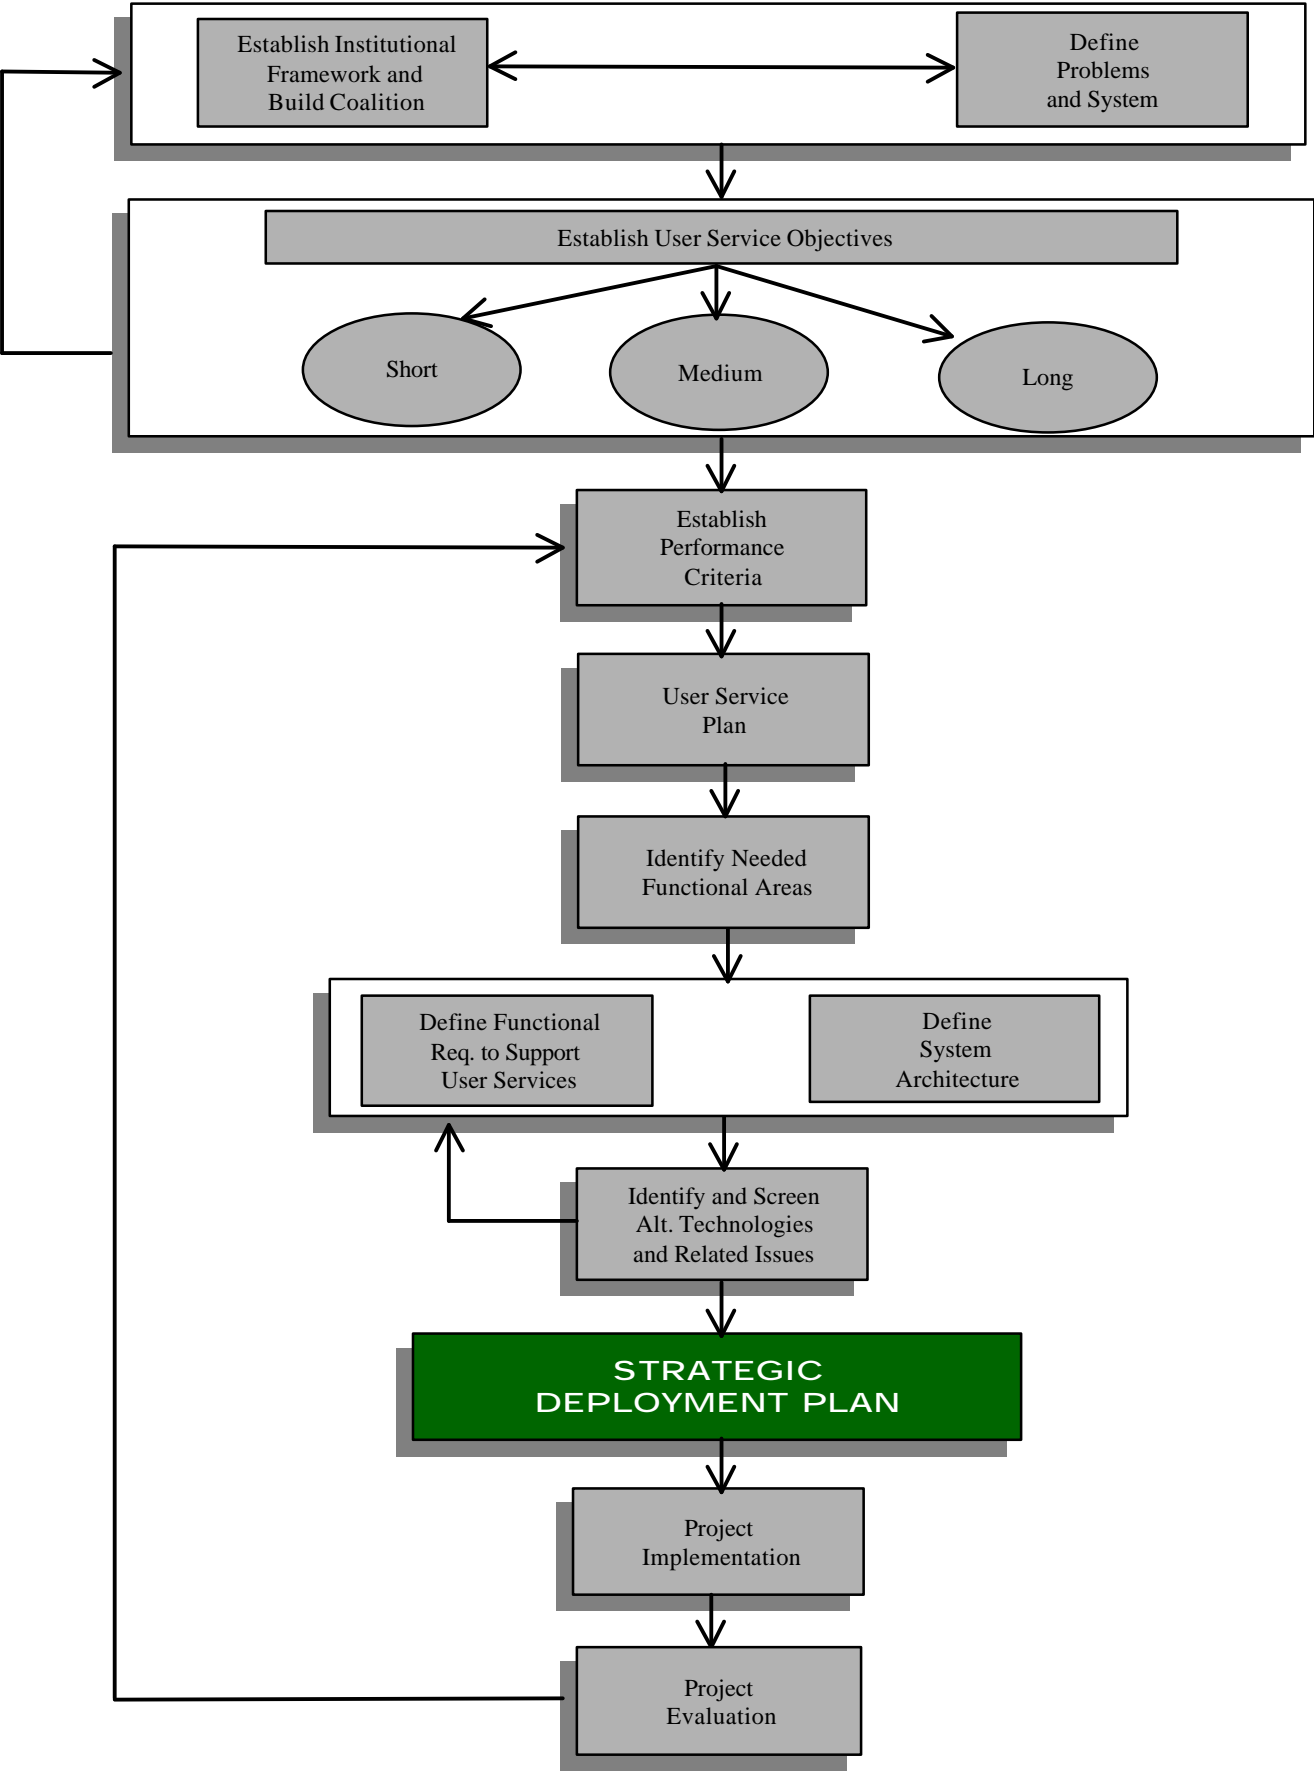 Establish Institutional
Framework and
Build Coalition
Define
Problems
and System
Establish User Service Objectives
Short
Medium
Long
Establish
Performance
Criteria
User Service
Plan
Identify Needed
Functional Areas
Define Functional
Req. to Support
User Services
Define
System
Architecture
Identify and Screen
Alt. Technologies
and Related Issues
STRATEGIC
DEPLOYMENT PLAN
Project
Implementation
Project
Evaluation